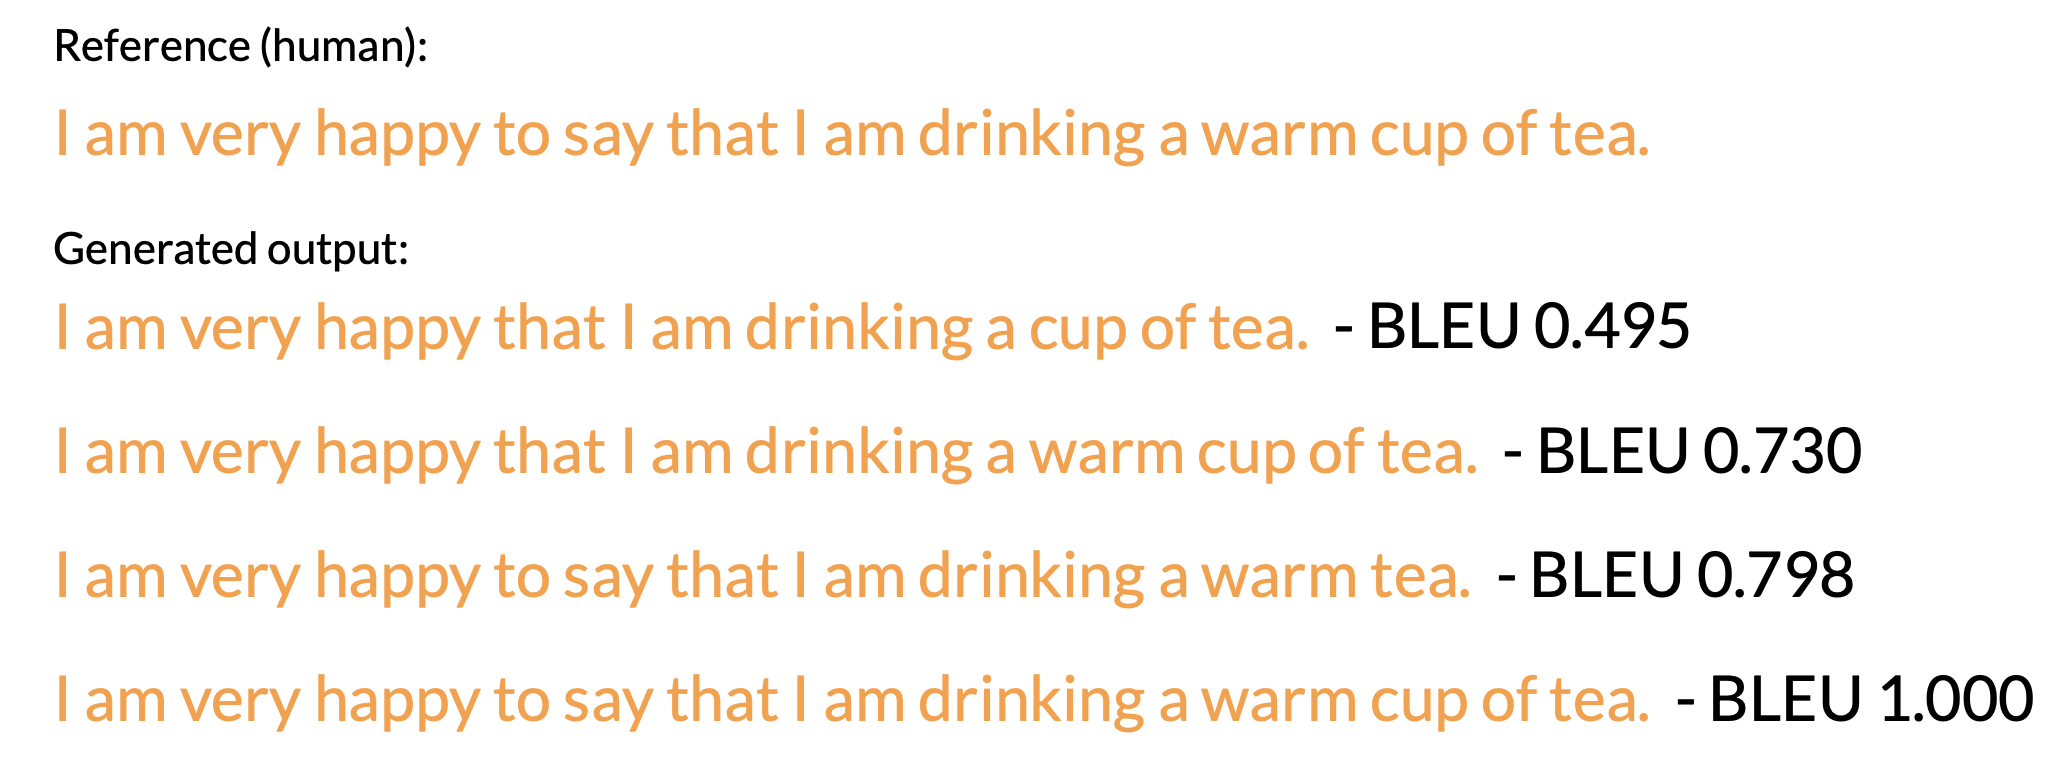 Reference (human):
I am very happy to say that I am drinking a warm cup of tea.
Generated output:
I am very happy that I am drinking a cup of tea. - BLEU 0.495
I am very happy that I am drinking a warm cup of tea. - BLEU 0.730
I am very happy to say that I am drinking a warm tea. - BLEU 0.798
I am very happy to say that I am drinking a warm cup of tea. - BLEU 1.000